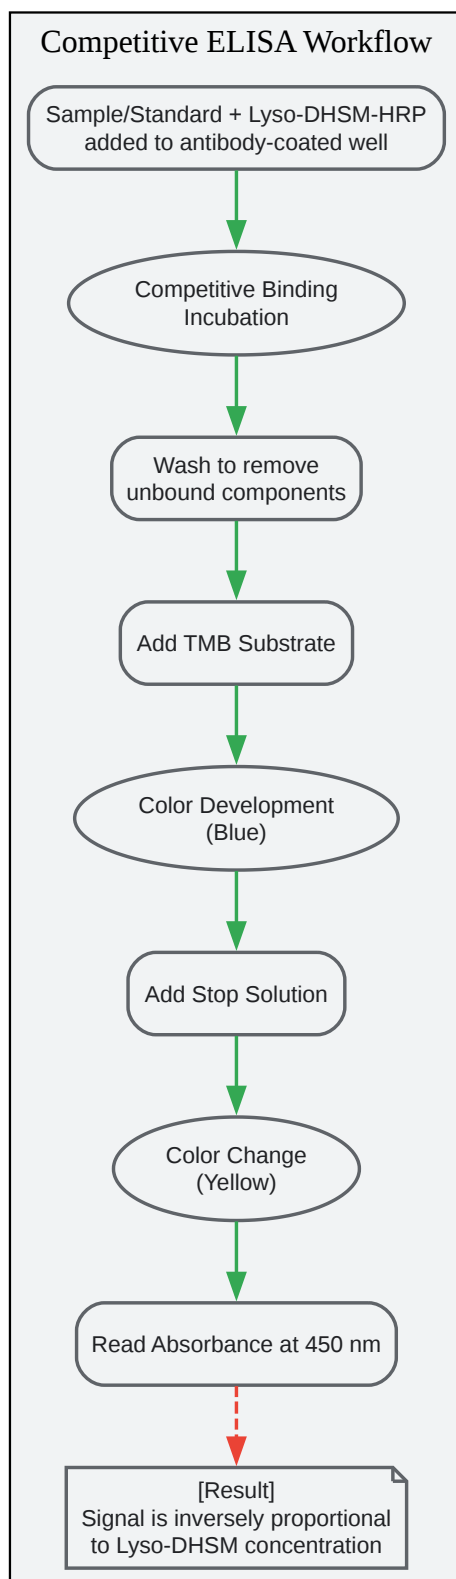 Competitive ELISA Workflow
Sample/Standard + Lyso-DHSM-HRP
added to antibody-coated well
Competitive Binding
Incubation
Wash to remove
unbound components
Add TMB Substrate
Color Development
(Blue)
Add Stop Solution
Color Change
(Yellow)
Read Absorbance at 450 nm
[Result]
Signal is inversely proportional
to Lyso-DHSM concentration